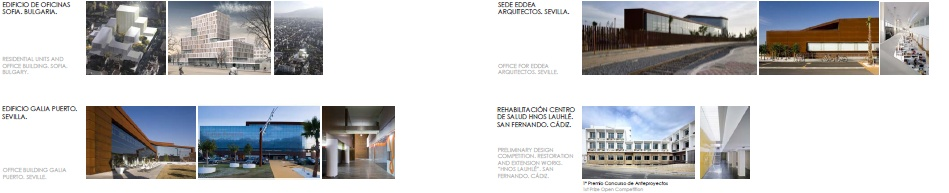 EDIFICIO DE OFICINAS
SOFIA. BULGARIA.
RESIDENTIAL UNITS AND
OFFICE BUILDING. SOFIA.
BULGARY.
SEDE EDDEA
ARQUITECTOS. SEVILLA.
OFFICE FOR EDDEA
ARQUITECTOS. SEVILLE.
EDIFICIO GALIA PUERTO.
SEVILLA.
OFFICE BUILDING GALIA
PUERTO. SEVILLE.
REHABILITACIÓN CENTRO
DE SALUD HNOS LAUHLÉ.
SAN FERNANDO. CÁDIZ.
PRELIMINARY DESIGN
COMPETITION. RESTORATION
AND EXTENSION WORKS.
"HNOS LAUHLÉ". SAN
FERNANDO. CÁDIZ.
1º Premio Concurso de Anteproyectos
1st Prize Open Competition